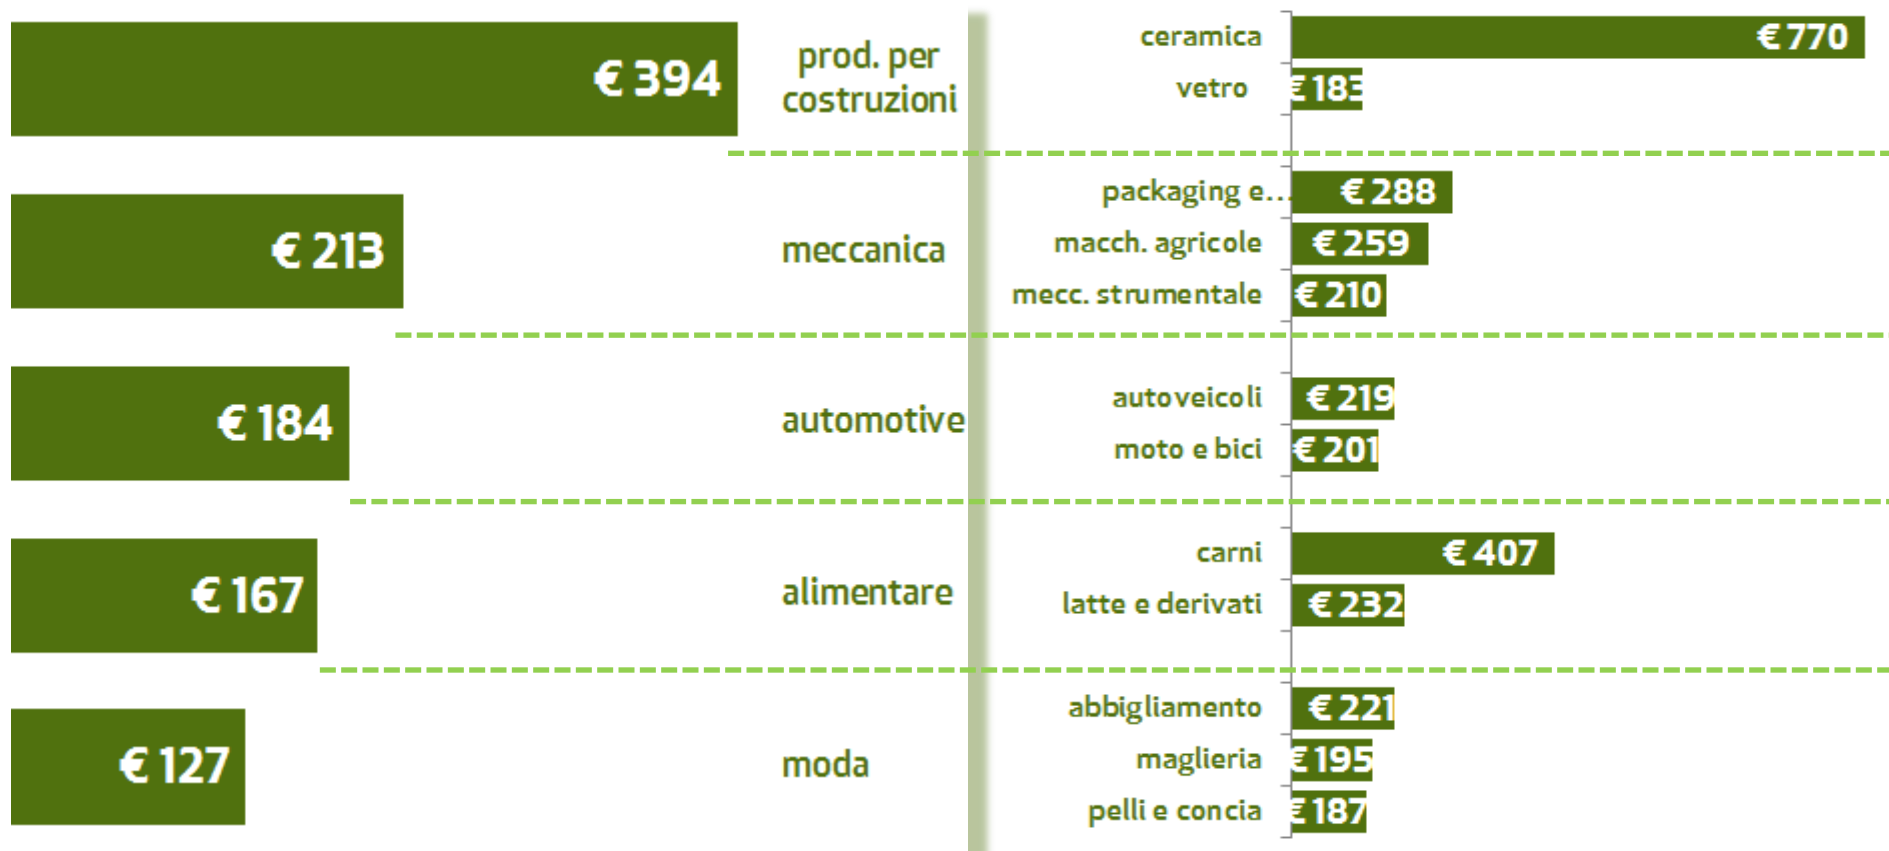 € 394
prod. per
costruzioni
ceramica
€ 770
vetro
€ 183
€ 213
meccanica
packaging e...
€ 288
macch. agricole
€ 259
mecc. strumentale
€ 210
€ 184
automotive
autoveicoli
€ 219
moto e bici
€ 201
€ 167
alimentare
carni
€ 407
latte e derivati
€ 232
€ 127
moda
abbigliamento
€ 221
maglieria
€ 195
pelli e concia
€ 187